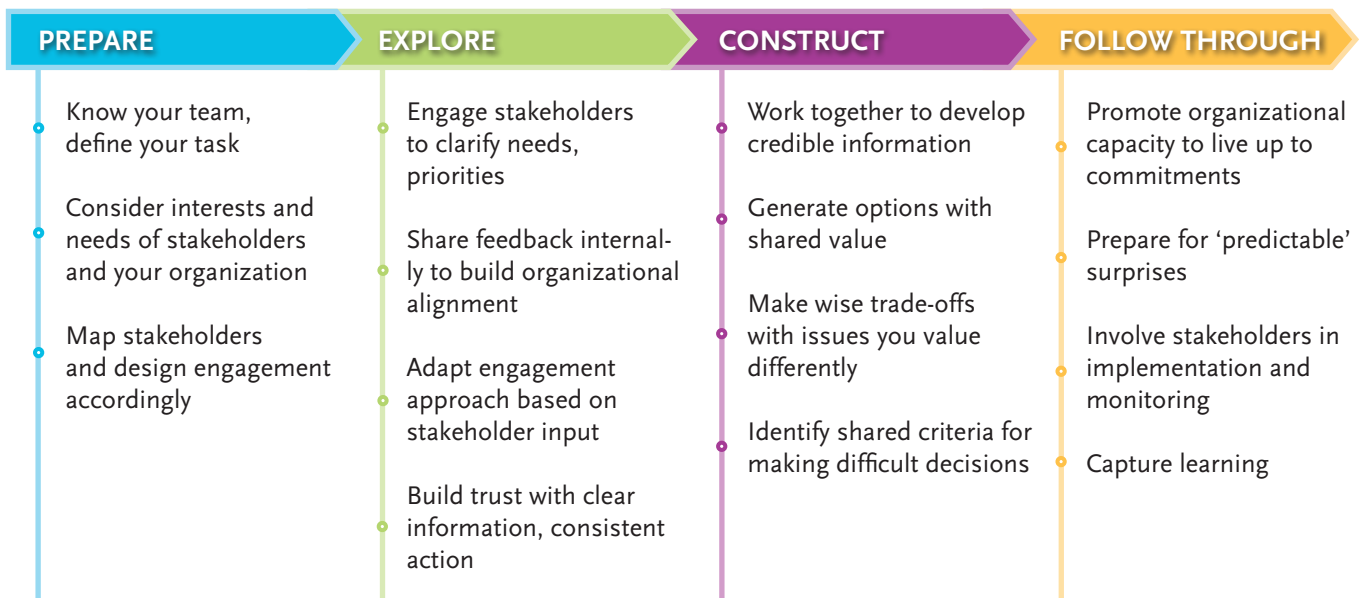 PREPARE
Know your team,
define your task
Consider interests and
needs of stakeholders
and your organization
Map stakeholders
and design engagement
accordingly
EXPLORE
Engage stakeholders
to clarify needs,
priorities
Share feedback internal-
ly to build organizational
alignment
Adapt engagement
approach based on
stakeholder input
Build trust with clear
information, consistent
action
CONSTRUCT
Work together to develop
credible information
Generate options with
shared value
Make wise trade-offs
with issues you value
differently
Identify shared criteria for
making difficult decisions
FOLLOW THROUGH
Promote organizational
capacity to live up to
commitments
Prepare for ‘predictable’
surprises
Involve stakeholders in
implementation and
monitoring
Capture learning